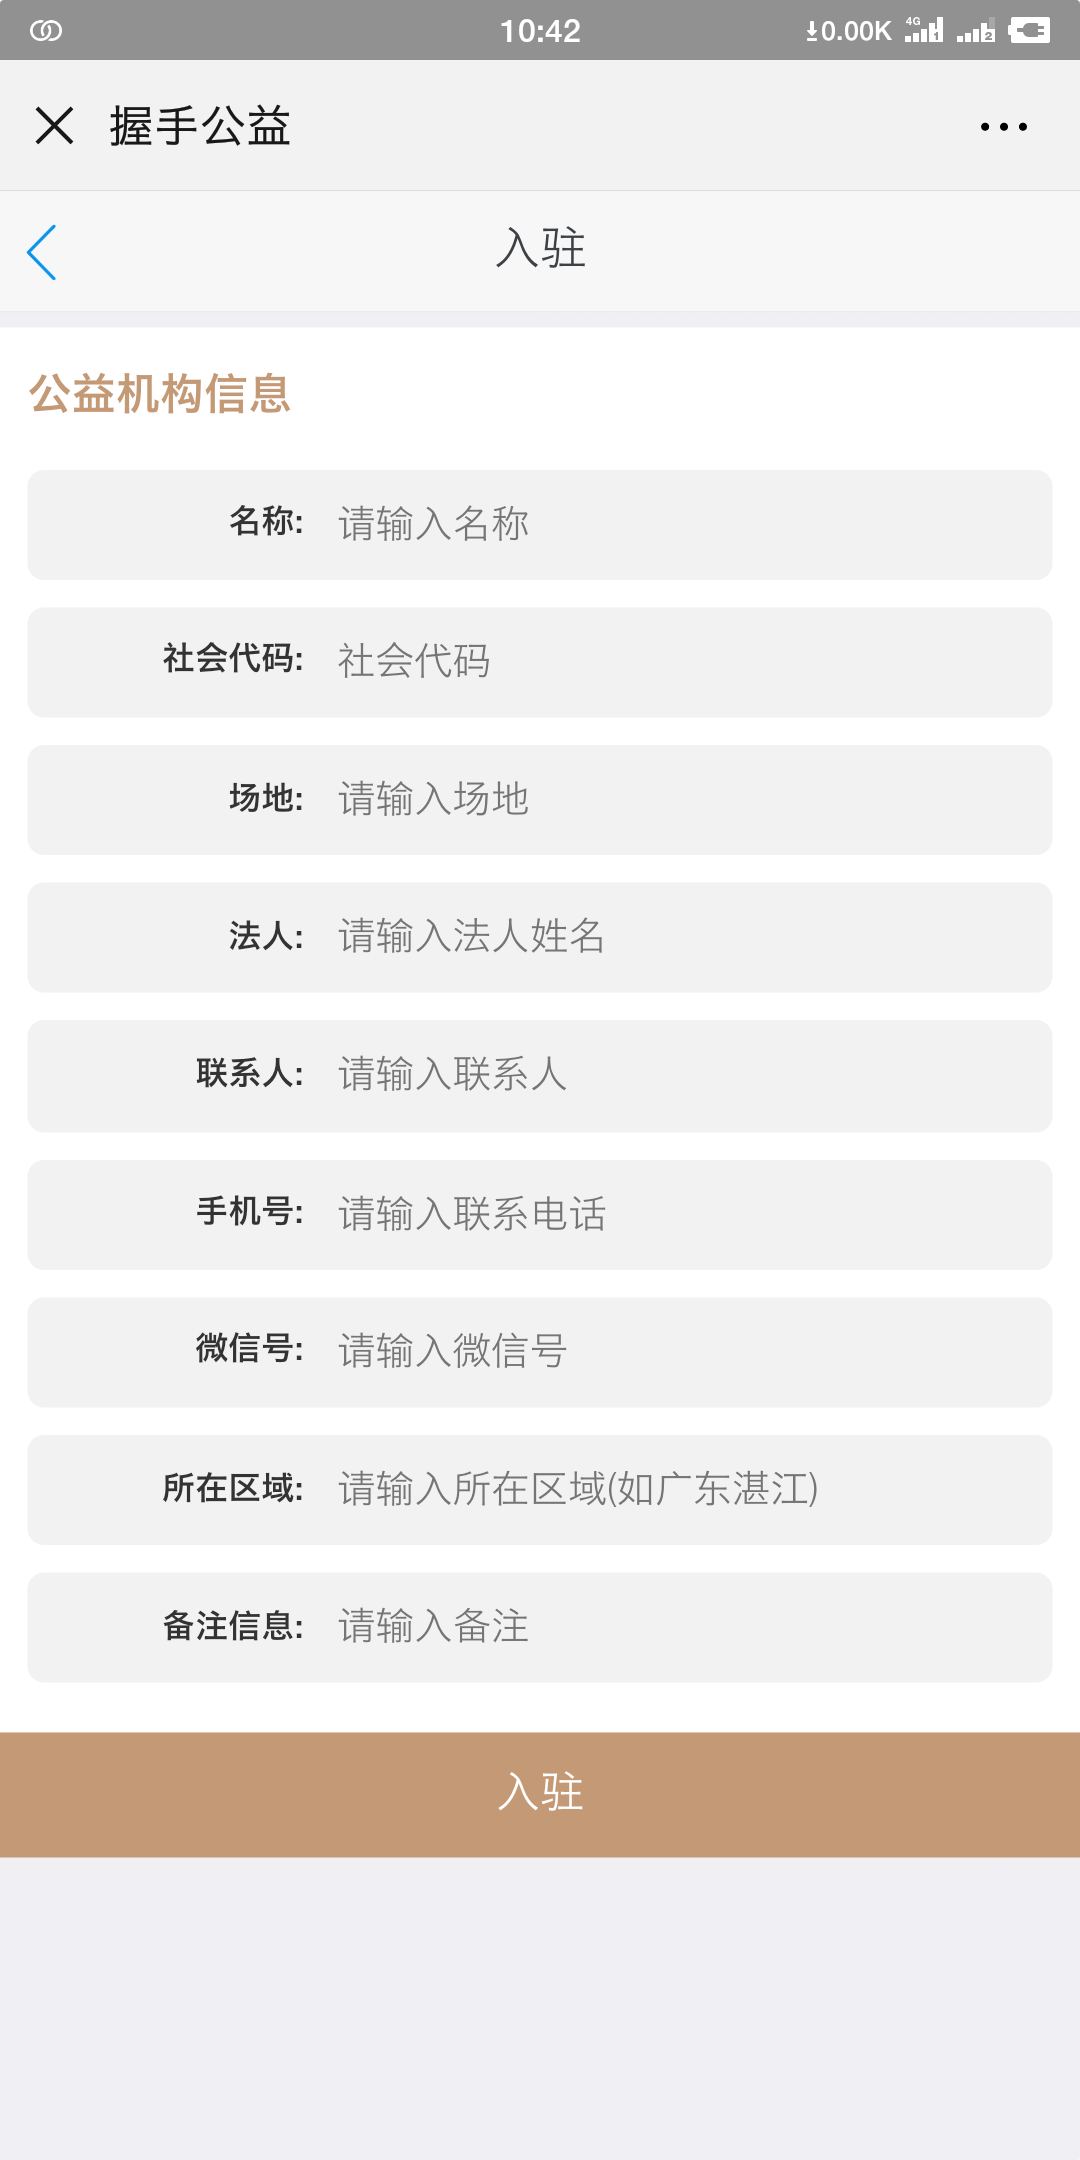 10:42
0.00K 4G 1 2
握手公益
入驻
公益机构信息
名称: 请输入名称
社会代码: 社会代码
场地: 请输入场地
法人: 请输入法人姓名
联系人: 请输入联系人
手机号: 请输入联系电话
微信号: 请输入微信号
所在区域: 请输入所在区域(如广东湛江)
备注信息: 请输入备注
入驻